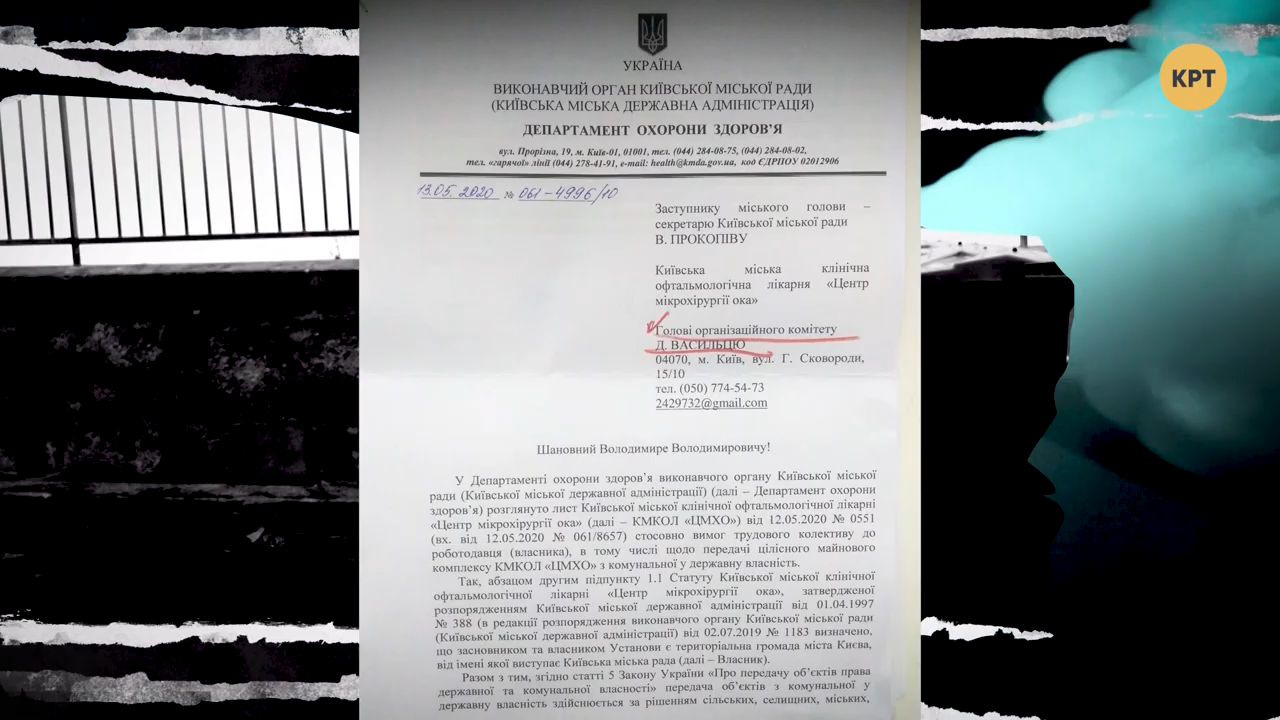 КРТ
УКРАЇНА
ВИКОНАВЧИЙ ОРГАН КИЇВСЬКОЇ МІСЬКОЇ РАДИ
(КИЇВСЬКА МІСЬКА ДЕРЖАВНА АДМІНІСТРАЦІЯ)
ДЕПАРТАМЕНТ ОХОРОНИ ЗДОРОВ'Я
вул. Прорізна, 19, м. Київ-01, 01001, тел. (044) 284-08-75, (044) 284-08-02,
тел. «гарячої» лінії (044) 278-41-91, e-mail: health@kmda.gov.ua, код ЄДРПОУ 02012906
13.05.2020 № 061-4996/10
Заступнику міського голови –
секретарю Київської міської ради
В. ПРОКОПІВУ
Київська міська клінічна
офтальмологічна лікарня «Центр
мікрохірургії ока»
Голові організаційного комітету
Д. ВАСИЛЬЦЮ
04070, м. Київ, вул. Г. Сковороди,
15/10
тел. (050) 774-54-73
2429732@gmail.com
Шановний Володимире Володимировичу!
У Департаменті охорони здоров'я виконавчого органу Київської міської
ради (Київської міської державної адміністрації) (далі – Департамент охорони
здоров'я) розглянуто лист Київської міської клінічної офтальмологічної лікарні
«Центр мікрохірургії ока» (далі – КМКОЛ «ЦМХО») від 12.05.2020 № 0551
(вх. від 12.05.2020 № 061/8657) стосовно вимог трудового колективу до
роботодавця (власника), в тому числі щодо передачі цілісного майнового
комплексу КМКОЛ «ЦМХО» з комунальної у державну власність.
Так, абзацом другим підпункту 1.1 Статуту Київської міської клінічної
офтальмологічної лікарні «Центр мікрохірургії ока», затвердженої
розпорядженням Київської міської державної адміністрації від 01.04.1997
№ 388 (в редакції розпорядження виконавчого органу Київської міської ради
(Київської міської державної адміністрації) від 02.07.2019 № 1183 визначено,
що засновником та власником Установи є територіальна громада міста Києва,
від імені якої виступає Київська міська рада (далі – Власник).
Разом з тим, згідно статті 5 Закону України «Про передачу об'єктів права
державної та комунальної власності» передача об'єктів з комунальної у
державну власність здійснюється за рішенням сільських, селищних, міських,